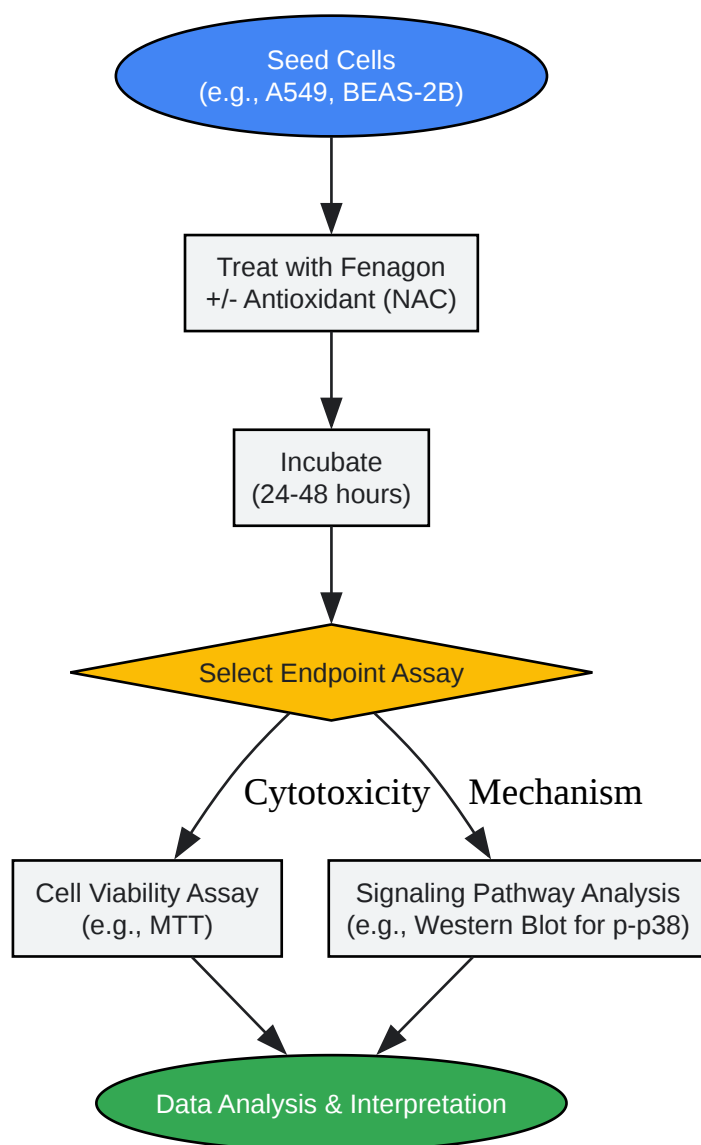 Seed Cells
(e.g., A549, BEAS-2B)
Treat with Fenagon
+/- Antioxidant (NAC)
Incubate
(24-48 hours)
Select Endpoint Assay
Cytotoxicity
Mechanism
Cell Viability Assay
(e.g., MTT)
Signaling Pathway Analysis
(e.g., Western Blot for p-p38)
Data Analysis & Interpretation